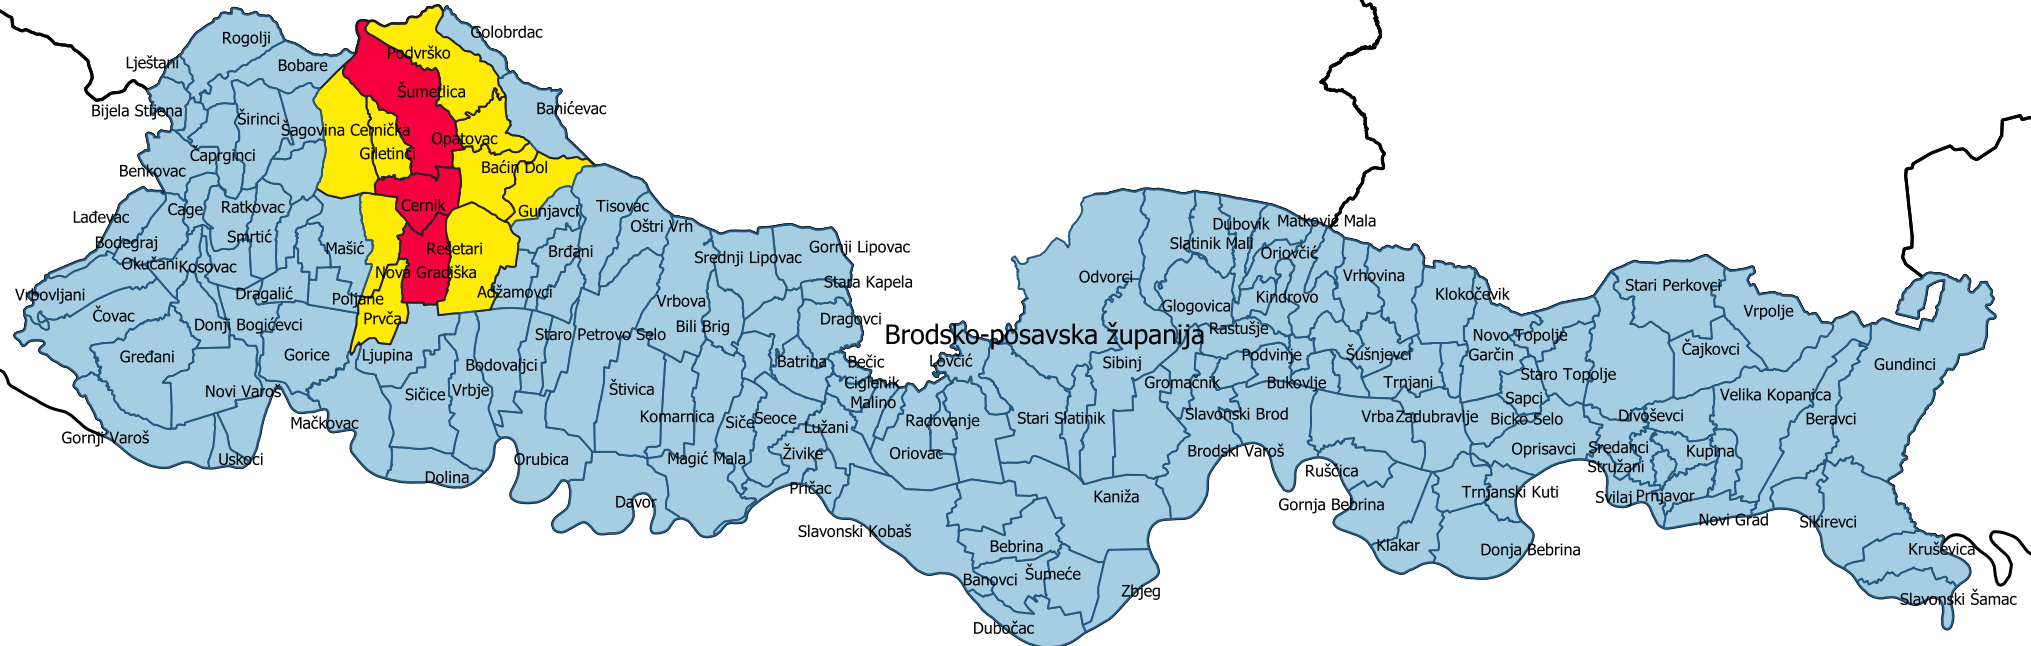 Golobrdac
Rogolji
Podvrško
Lještani
Bobare
Šumetlica
Bijela Stijena
Banićevac
Širinci
Šagovina Cernička
Opatovac
Čaprginci
Giletinci
Baćin Dol
Benkovac
Cage
Ratkovac
Cernik
Gunjavci
Tisovac
Lađevac
Oštri Vrh
Dubovik
Matković Mala
Bodegraj
Smrtić
Mašić
Rešetari
Brđani
Srednji Lipovac
Gornji Lipovac
Slatinik Mali
Oriovčić
Okučani
Kosovac
Nova Gradiška
Stara Kapela
Odvorci
Vrhovina
Vrbovljani
Dragalić
Poljane
Adžamovci
Vrbova
Glogovica
Kindrovo
Klokočevik
Stari Perkovci
Vrpolje
Čovac
Donji Bogićevci
Prvča
Staro Petrovo Selo
Bili Brig
Dragovci
Brodsko-posavska županija
Rastušje
Novo Topolje
Gređani
Gorice
Ljupina
Bodovaljci
Batrina
Bečic
Lovčić
Sibinj
Podvinje
Šušnjevci
Garčin
Čajkovci
Gundinci
Novi Varoš
Sičice
Vrbje
Štivica
Ciglenik
Malino
Gromačnik
Bukovlje
Trnjani
Staro Topolje
Sapci
Velika Kopanica
Mačkovac
Komarnica
Siče
Seoce
Lužani
Radovanje
Stari Slatinik
Slavonski Brod
Vrba
Zadubravlje
Bicko Selo
Divoševci
Beravci
Gornji Varoš
Uskoci
Dolina
Orubica
Magić Mala
Živike
Oriovac
Brodski Varoš
Ruščica
Oprisavci
Sredanci
Kupina
Stružani
Davor
Pričac
Kaniža
Gornja Bebrina
Trnjanski Kuti
Svilaj
Prnjavor
Novi Grad
Sikirevci
Slavonski Kobaš
Bebrina
Klakar
Donja Bebrina
Kruševica
Banovci
Šumeće
Zbjeg
Slavonski Šamac
Dubočac